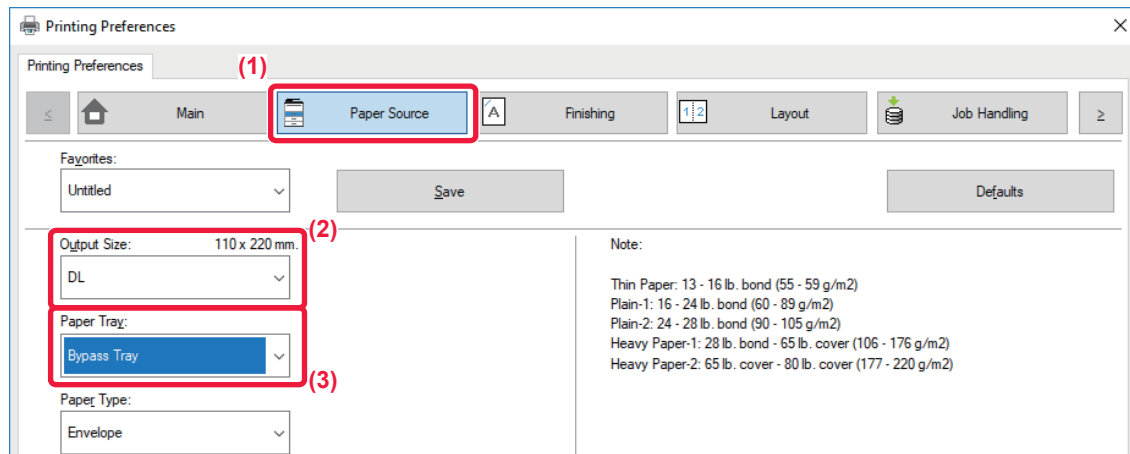 Printing Preferences
Printing Preferences
(1)
< Main Paper Source A Finishing 1 2 Layout Job Handling >
Favorites:
Untitled Save Defaults
(2)
Output Size: 110 x 220 mm.
DL
Paper Tray:
Bypass Tray
(3)
Paper Type:
Envelope
Note:
Thin Paper: 13 - 16 lb. bond (55 - 59 g/m2)
Plain-1: 16 - 24 lb. bond (60 - 89 g/m2)
Plain-2: 24 - 28 lb. bond (90 - 105 g/m2)
Heavy Paper-1: 28 lb. bond - 65 lb. cover (106 - 176 g/m2)
Heavy Paper-2: 65 lb. cover - 80 lb. cover (177 - 220 g/m2)